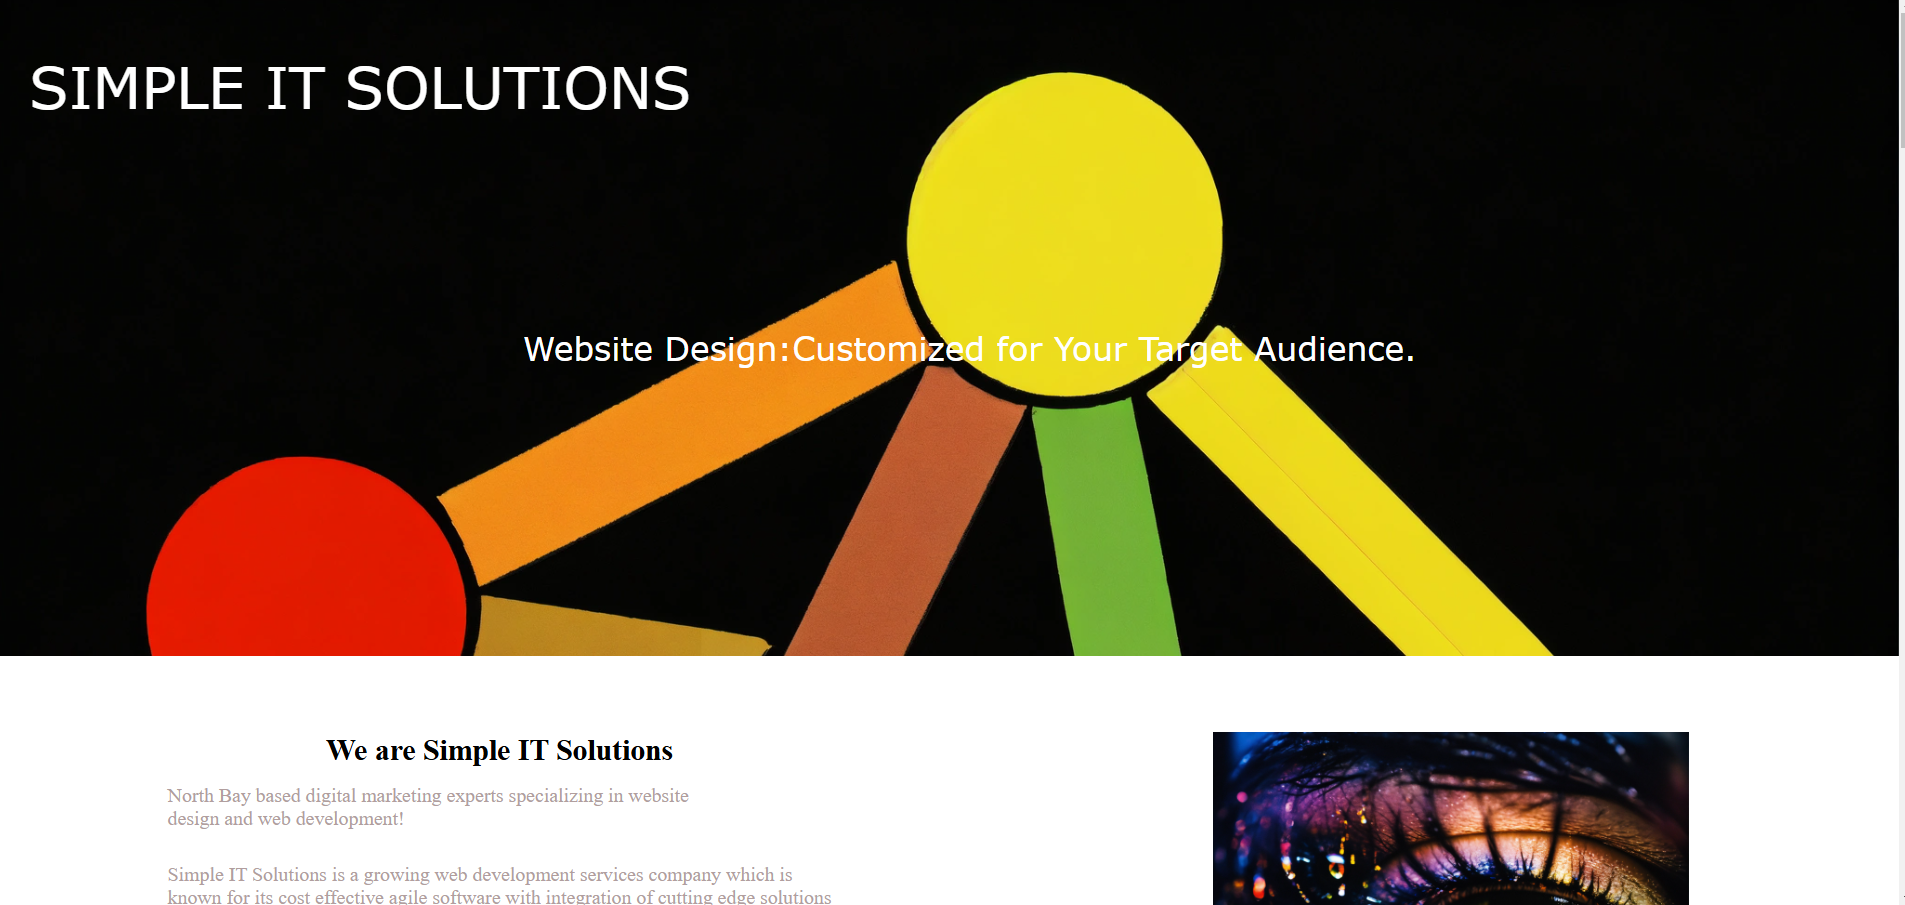 SIMPLE IT SOLUTIONS
Website Design:Customized for Your Target Audience.
We are Simple IT Solutions
North Bay based digital marketing experts specializing in website
design and web development!
Simple IT Solutions is a growing web development services company which is
known for its cost effective agile software with integration of cutting edge solutions